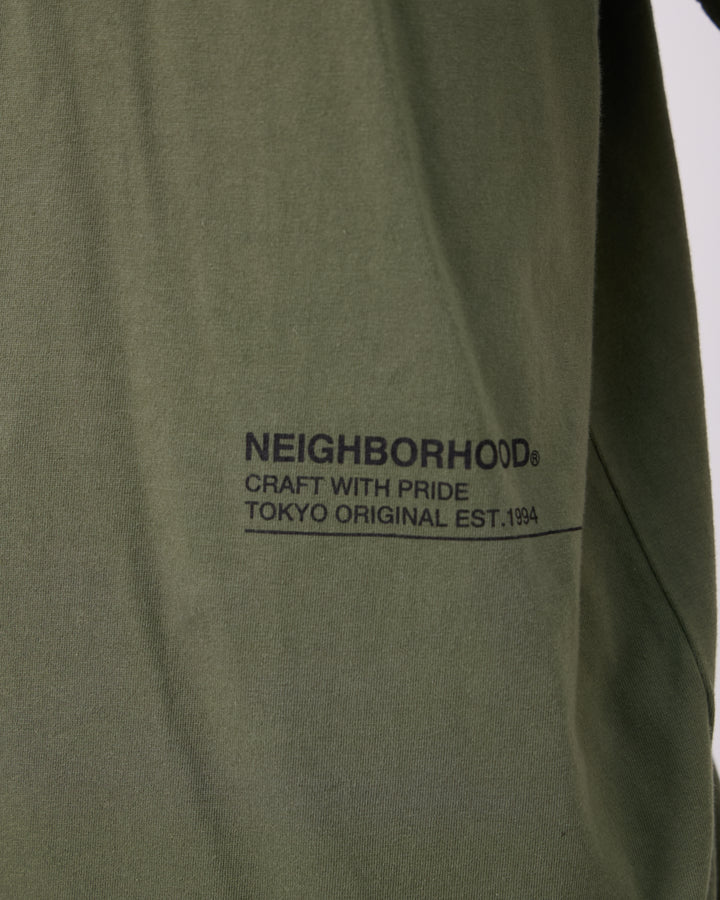 NEIGHBORHOOD®
CRAFT WITH PRIDE
TOKYO ORIGINAL EST.1994